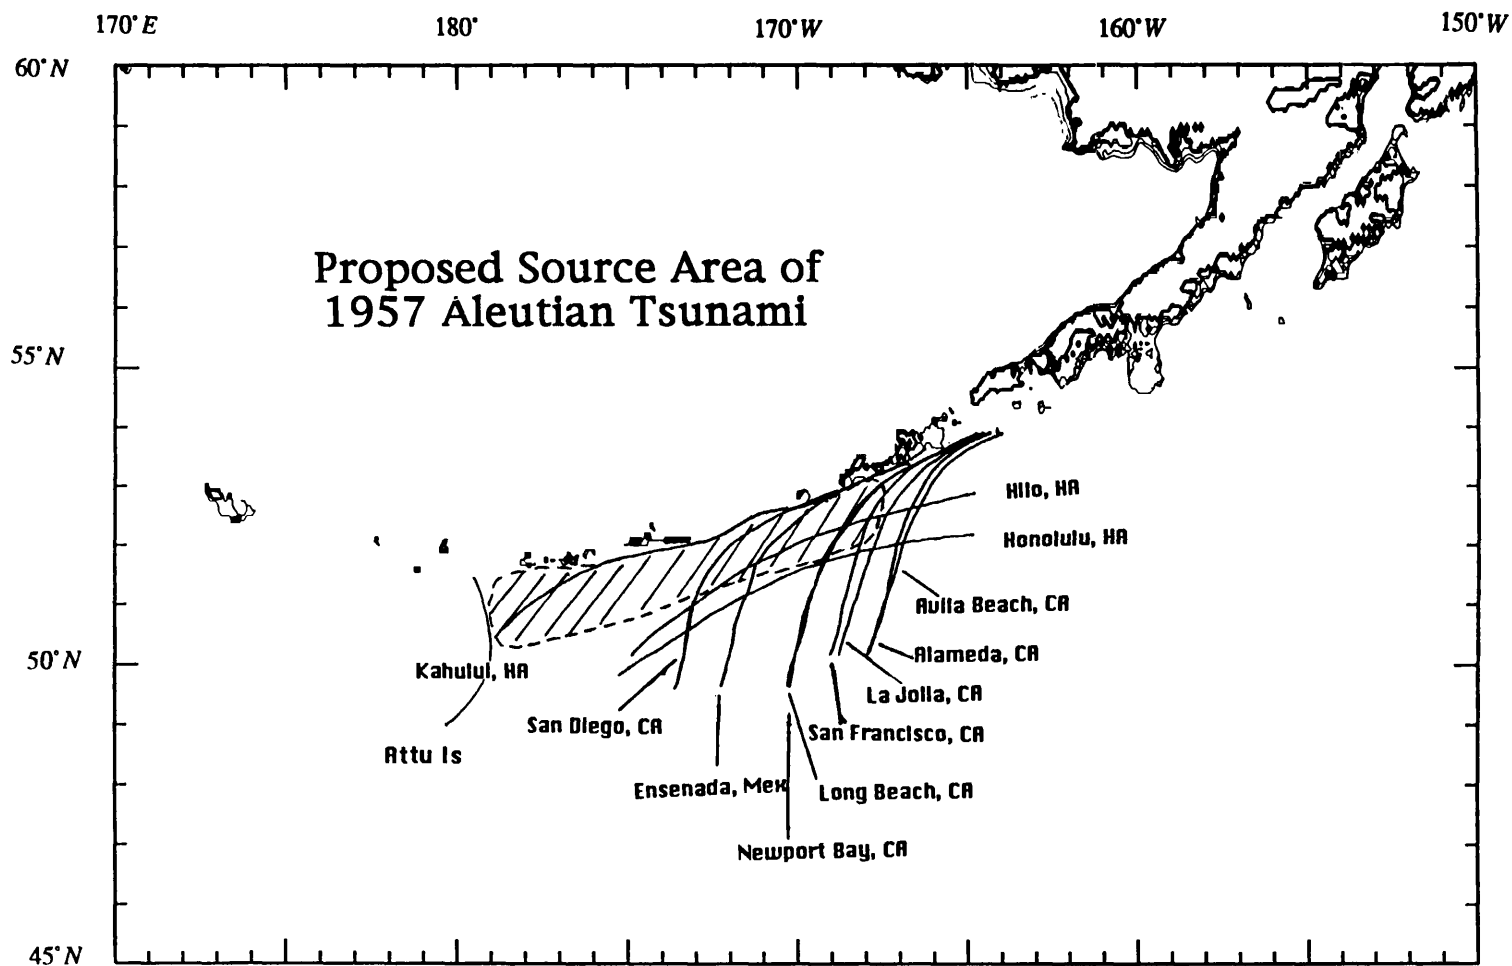 170°E 180° 170°W 160°W 150°W
60°N
Proposed Source Area of
1957 Aleutian Tsunami
55°N
Hilo, HA
Honolulu, HA
Avila Beach, CA
50°N
Alameda, CA
Kahului, HA
La Jolla, CA
San Diego, CA
San Francisco, CA
Attu Is
Ensenada, Mex
Long Beach, CA
Newport Bay, CA
45°N